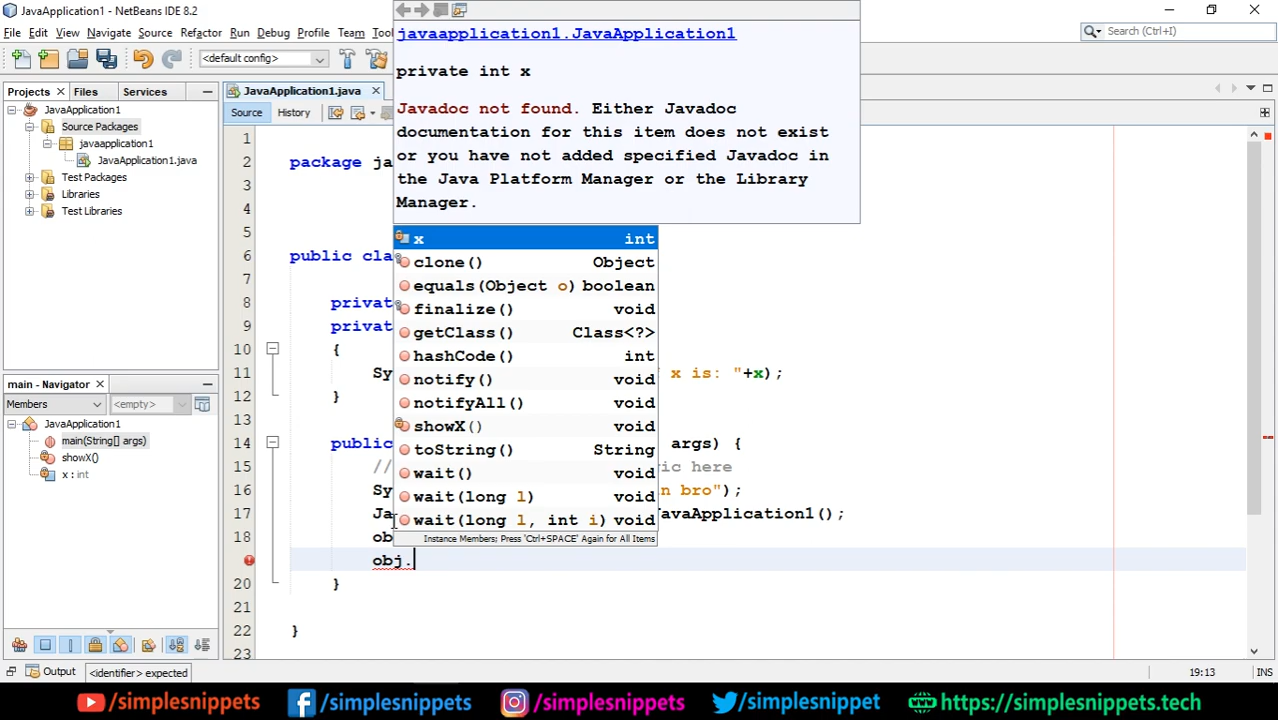 JavaApplication1 - NetBeans IDE 8.2
File Edit View Navigate Source Refactor Run Debug Profile Team
Search (Ctrl+I)
<default config>
Projects Files Services
JavaApplication1
Source Packages
javaapplication1
JavaApplication1.java
Test Packages
Libraries
Test Libraries
main - Navigator
Members <empty>
JavaApplication1
main(String[] args)
showX()
x : int
JavaApplication1.java
Source History
javaapplication1.JavaApplication1
private int x
Javadoc not found. Either Javadoc
documentation for this item does not exist
or you have not added specified Javadoc in
the Java Platform Manager or the Library
Manager.
1
2 package ja
3
4
5
6 public cla
7
8 privat
9 privat
10 {
11 Sy x is: "+x);
12 }
13
14 public args) {
15 // ic here
16 Sy n bro");
17 Ja avaApplication1();
18 ob
obj.
20 }
21
22 }
23
x int
clone() Object
equals(Object o) boolean
finalize() void
getClass() Class<?>
hashCode() int
notify() void
notifyAll() void
showX() void
toString() String
wait() void
wait(long l) void
wait(long l, int i) void
Instance Members; Press 'Ctrl+SPACE' Again for All Items
Output <identifier> expected 19:13 INS
/simplesnippets /simplesnippets /simplesnippets /simplesnippets https://simplesnippets.tech